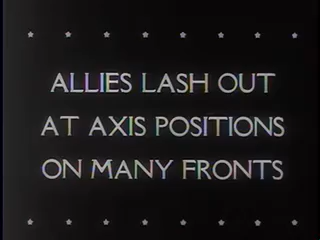 ALLIES LASH OUT
AT AXIS POSITIONS
ON MANY FRONTS